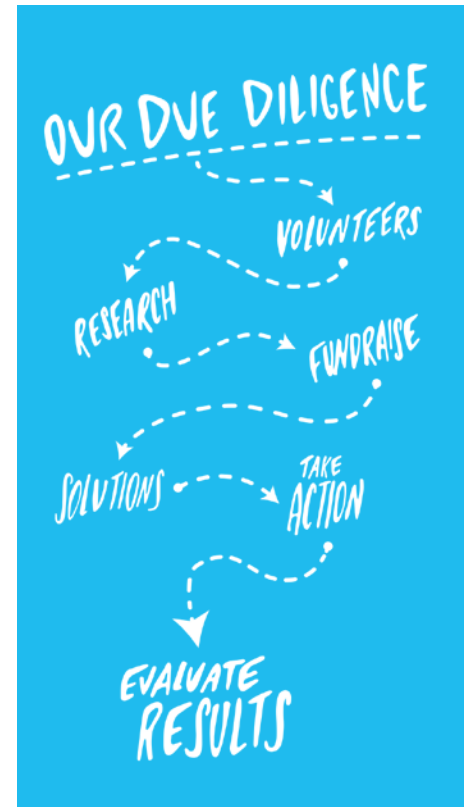 OUR DUE DILIGENCE
VOLUNTEERS
RESEARCH
FUNDRAISE
SOLUTIONS
TAKE
ACTION
EVALUATE
RESULTS